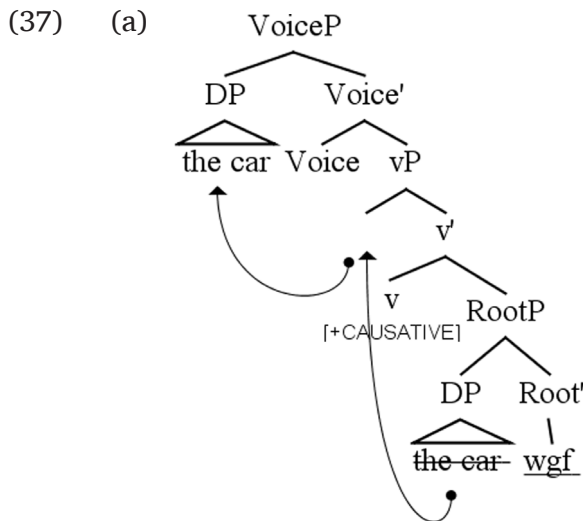 (37) (a) VoiceP
DP Voice'
the car Voice vP
v'
v
[+CAUSATIVE] RootP
DP Root'
the car wgf